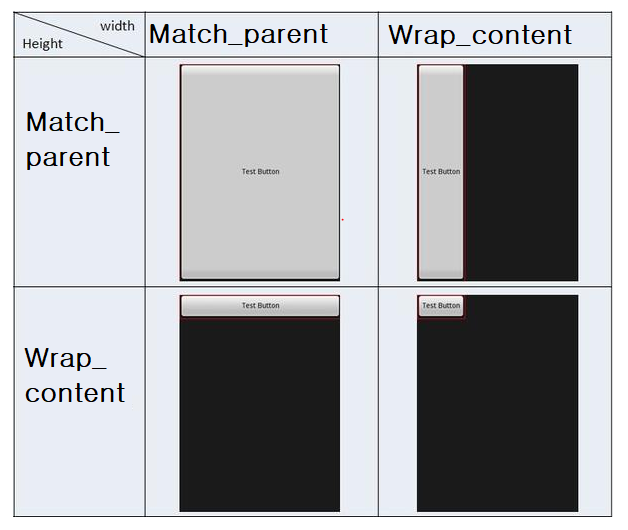 width
Height
Match_parent
Wrap_content
Match_
parent
Test Button
Test Button
Wrap_
content
Test Button
Test Button